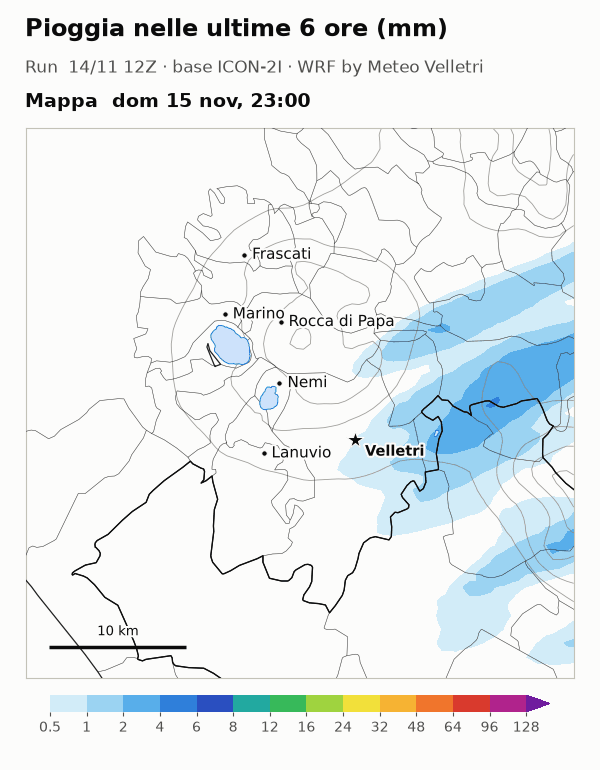 Pioggia nelle ultime 6 ore (mm)
Run  14/11 12Z · base ICON-2I · WRF by Meteo Velletri
Mappa  dom 15 nov, 23:00
Frascati
Marino
Rocca di Papa
Nemi
Velletri
Lanuvio
10 km
0.5 1 2 4 6 8 12 16 24 32 48 64 96 128